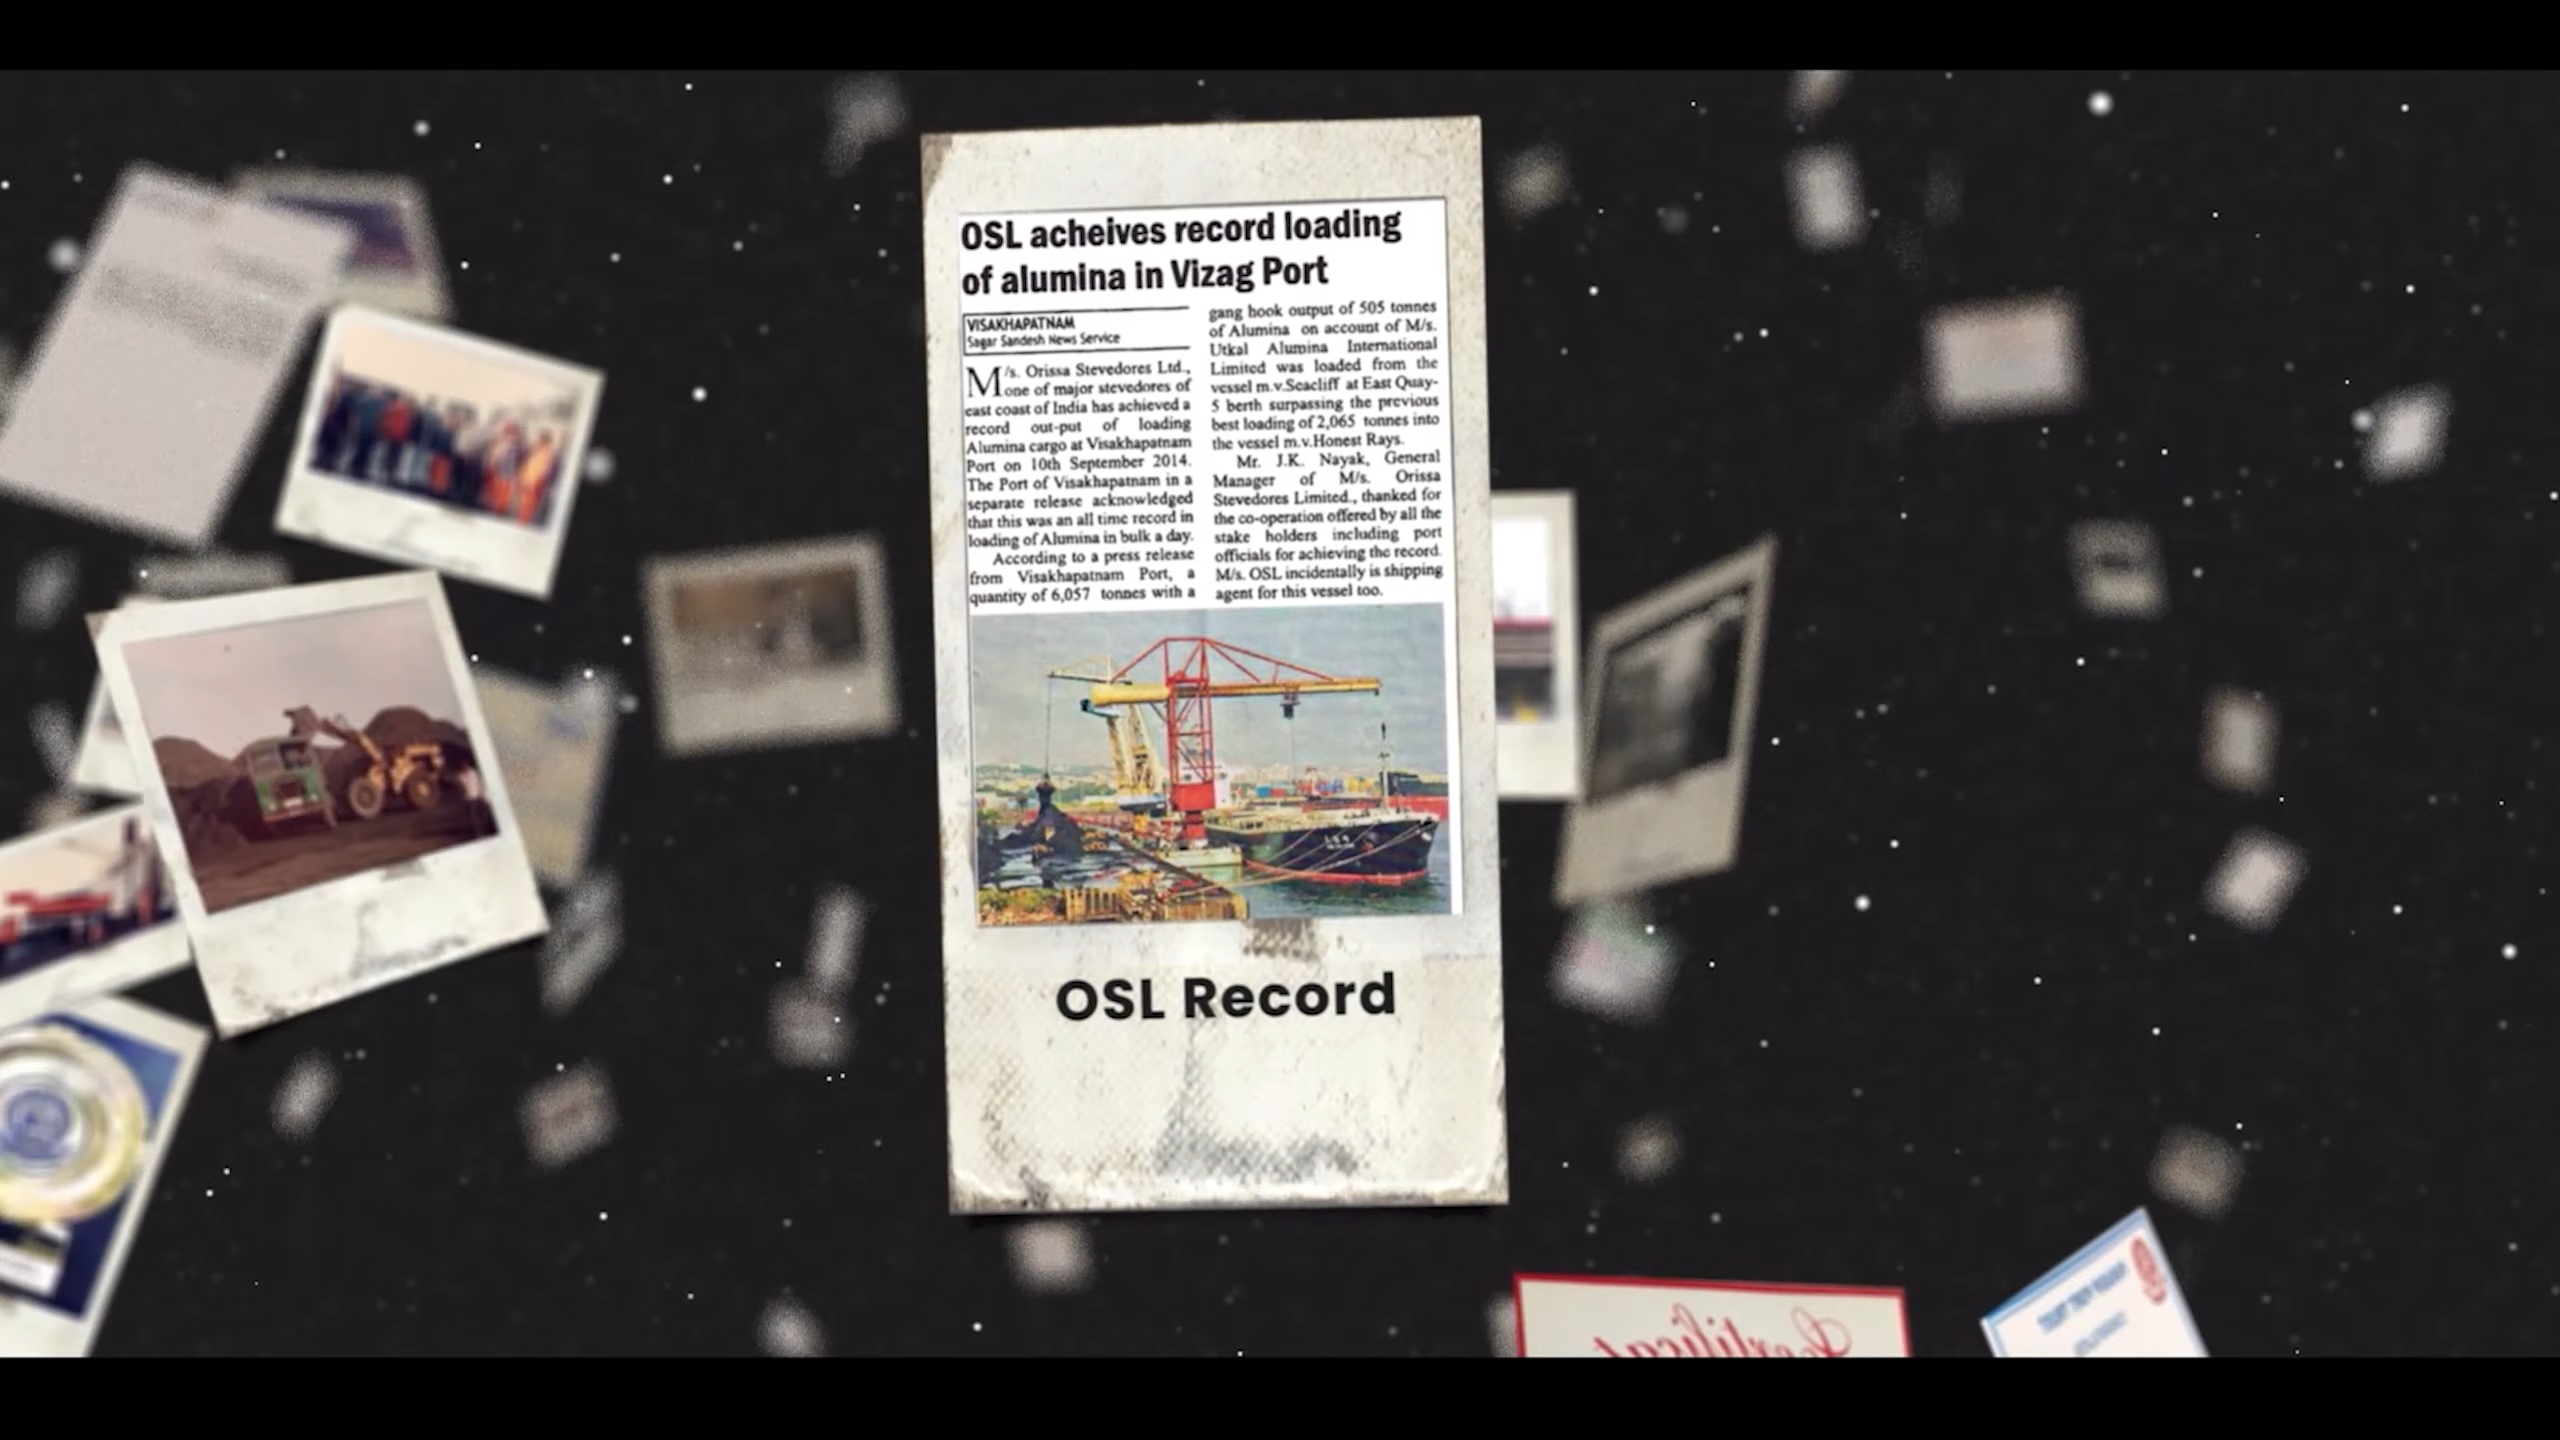 OSL acheives record loading
of alumina in Vizag Port
VISAKHAPATNAM
Sagar Sandesh News Service
M/s. Orissa Stevedores Ltd.,
one of major stevedores of
east coast of India has achieved a
record out-put of loading
Alumina cargo at Visakhapatnam
Port on 10th September 2014.
The Port of Visakhapatnam in a
separate release acknowledged
that this was an all time record in
loading of Alumina in bulk a day.
According to a press release
from Visakhapatnam Port, a
quantity of 6,057 tonnes with a
gang hook output of 505 tonnes
of Alumina on account of M/s.
Utkal Alumina International
Limited was loaded from the
vessel m.v.Seacliff at East Quay-
5 berth surpassing the previous
best loading of 2,065 tonnes into
the vessel m.v.Honest Rays.
Mr. J.K. Nayak, General
Manager of M/s. Orissa
Stevedores Limited., thanked for
the co-operation offered by all the
stake holders including port
officials for achieving the record.
M/s. OSL incidentally is shipping
agent for this vessel too.
OSL Record
Certificat